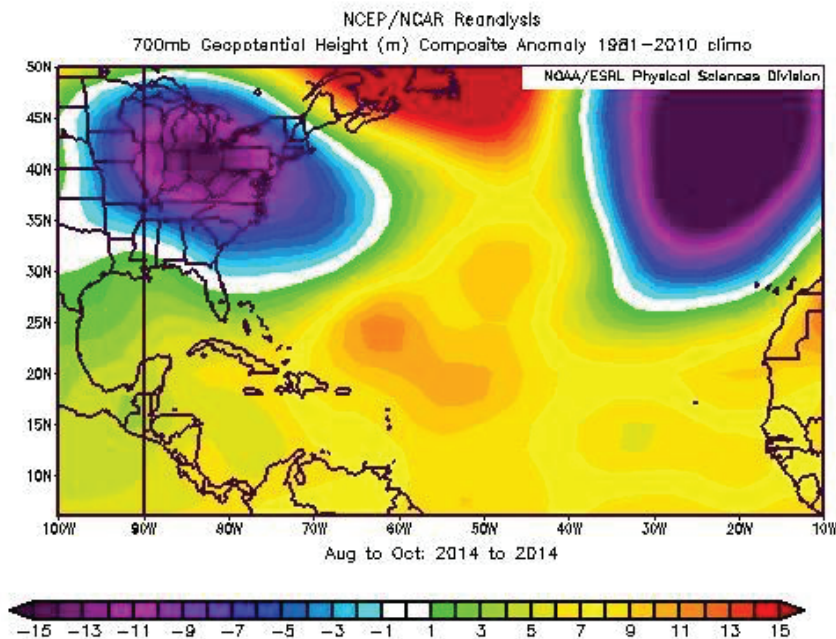 NCEP/NCAR Reanalysis
700mb Geopotential Height (m) Composite Anomaly 1981-2010 climo
NOAA/ESRL Physical Sciences Division
50N
45N
40N
35N
30N
25N
20N
15N
10N
100W 90W 80W 70W 60W 50W 40W 30W 20W 10W
Aug to Oct: 2014 to 2014
-15 -13 -11 -9 -7 -5 -3 -1 1 3 5 7 9 11 13 15